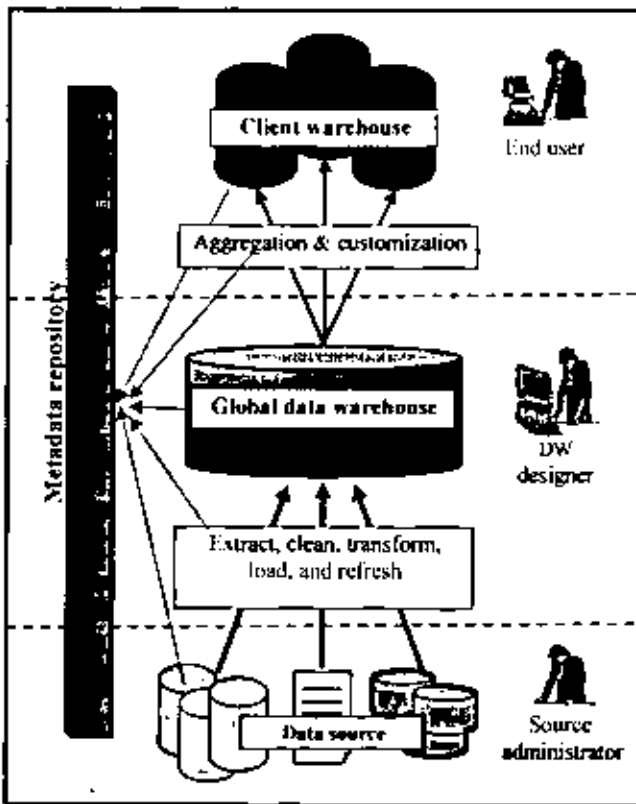 Client warehouse
End user
Aggregation & customization
Metadata repository
Global data warehouse
DW
designer
Extract, clean, transform,
load, and refresh
Data source
Source
administrator